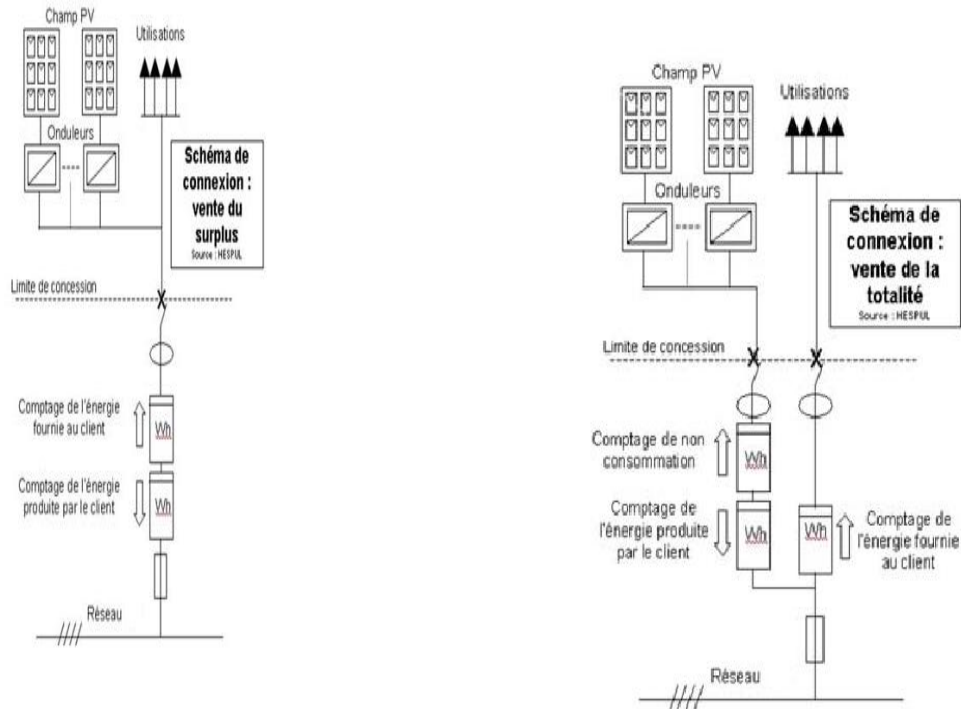 Champ PV
Utilisations
Onduleurs
Schéma de
connexion :
vente du
surplus
Source : HESPUL
Limite de concession
Comptage de l'énergie
fournie au client
Wh
Comptage de l'énergie
produite par le client
Wh
Réseau
Champ PV
Utilisations
Onduleurs
Schéma de
connexion :
vente de la
totalité
Source : HESPUL
Limite de concession
Comptage de non
consommation
Wh
Comptage de
l'énergie produite
par le client
Wh
Wh
Comptage de
l'énergie fournie
au client
Réseau